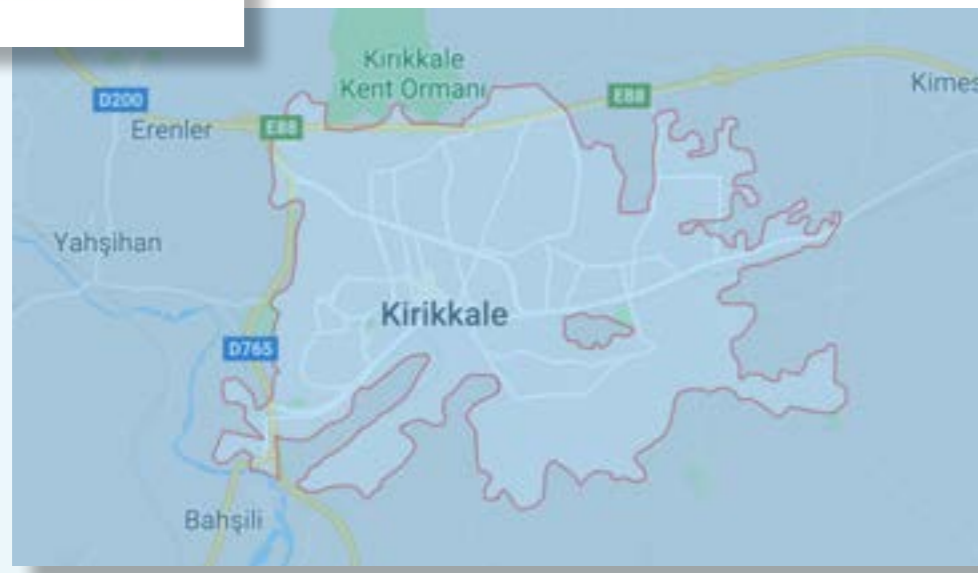 Kırıkkale
Kent Ormanı
D200
E88
Erenler
E88
Kimes
Yahşihan
Kirikkale
D765
Bahşili